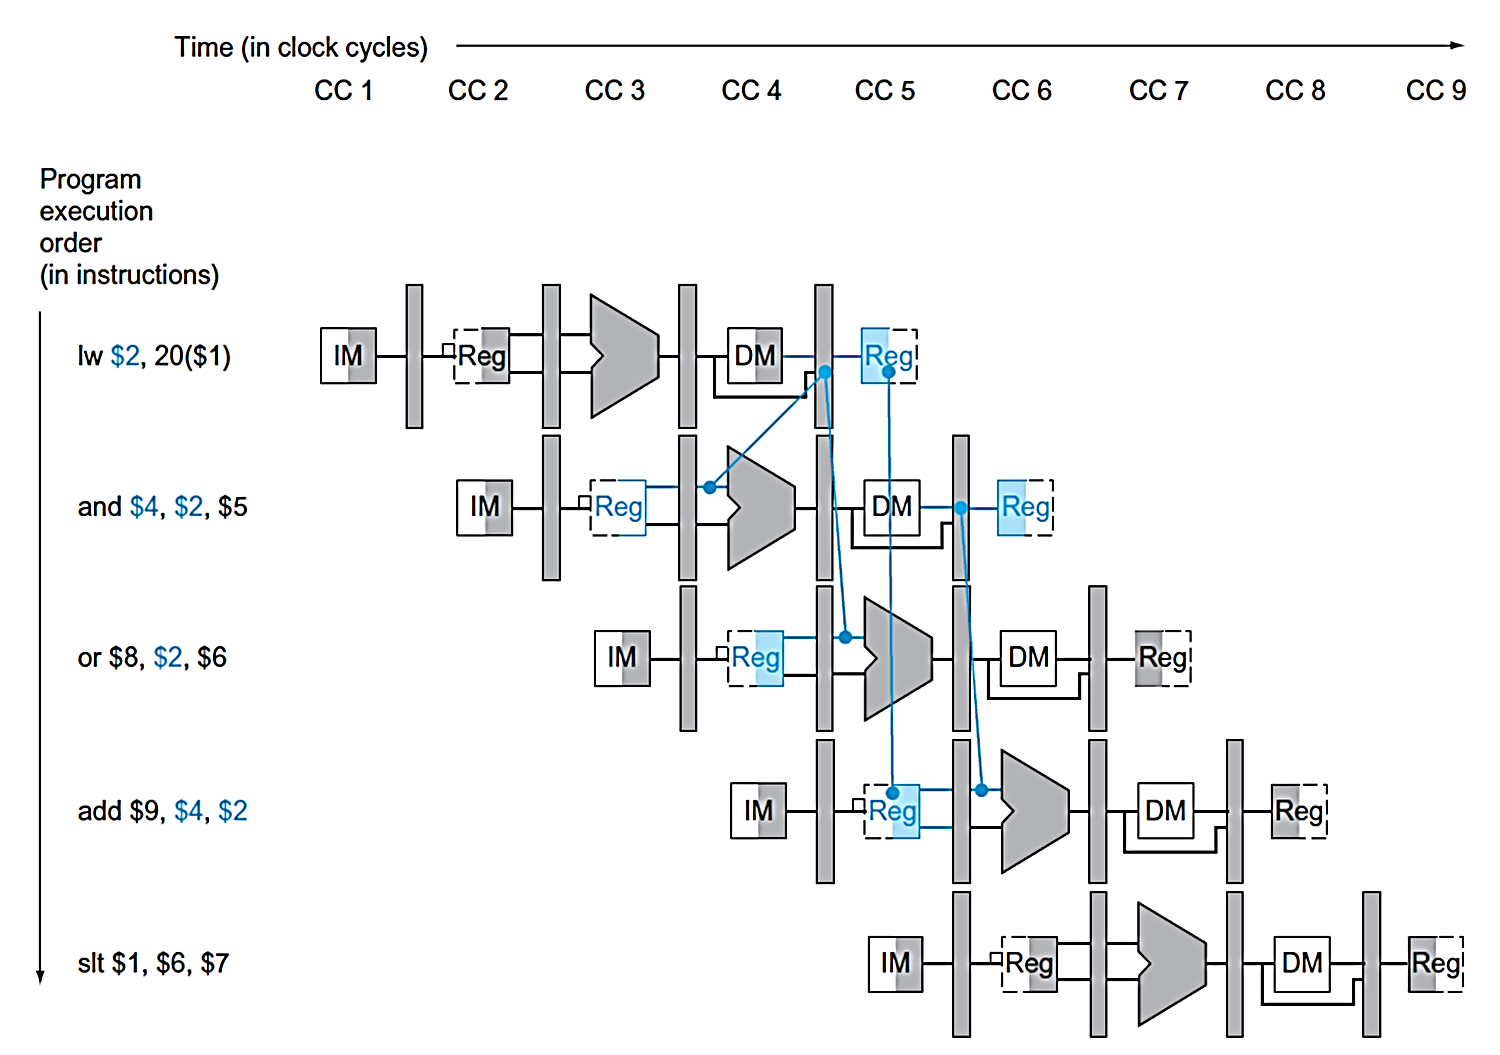 Time (in clock cycles)
CC 1 CC 2 CC 3 CC 4 CC 5 CC 6 CC 7 CC 8 CC 9
Program
execution
order
(in instructions)
lw $2, 20($1) IM Reg DM Reg
and $4, $2, $5 IM Reg DM Reg
or $8, $2, $6 IM Reg DM Reg
add $9, $4, $2 IM Reg DM Reg
slt $1, $6, $7 IM Reg DM Reg